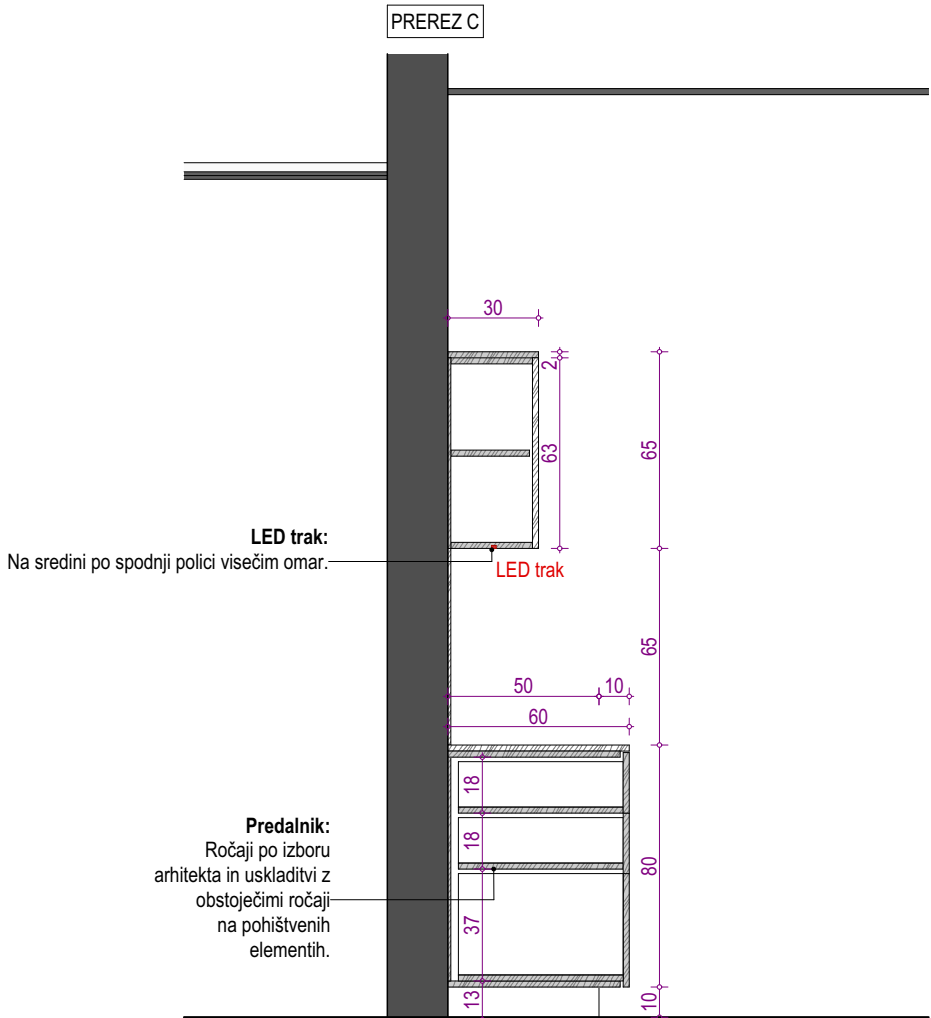 PREREZ C
30
2
63
65
LED trak:
Na sredini po spodnji polici visečim omar.
LED trak
65
50
10
60
18
18
37
13
80
10
Predalnik:
Ročaji po izboru
arhitekta in uskladitvi z
obstoječimi ročaji
na pohištvenih
elementih.